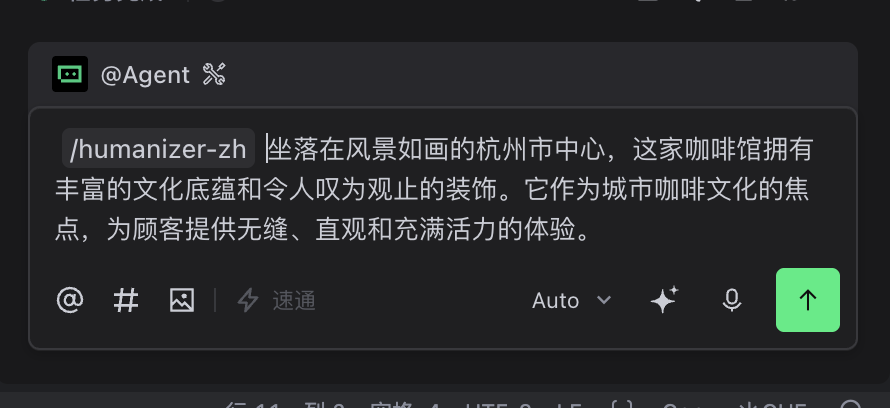 @Agent
/humanizer-zh 坐落在风景如画的杭州市中心，这家咖啡馆拥有
丰富的文化底蕴和令人叹为观止的装饰。它作为城市咖啡文化的焦
点，为顾客提供无缝、直观和充满活力的体验。
速通 Auto